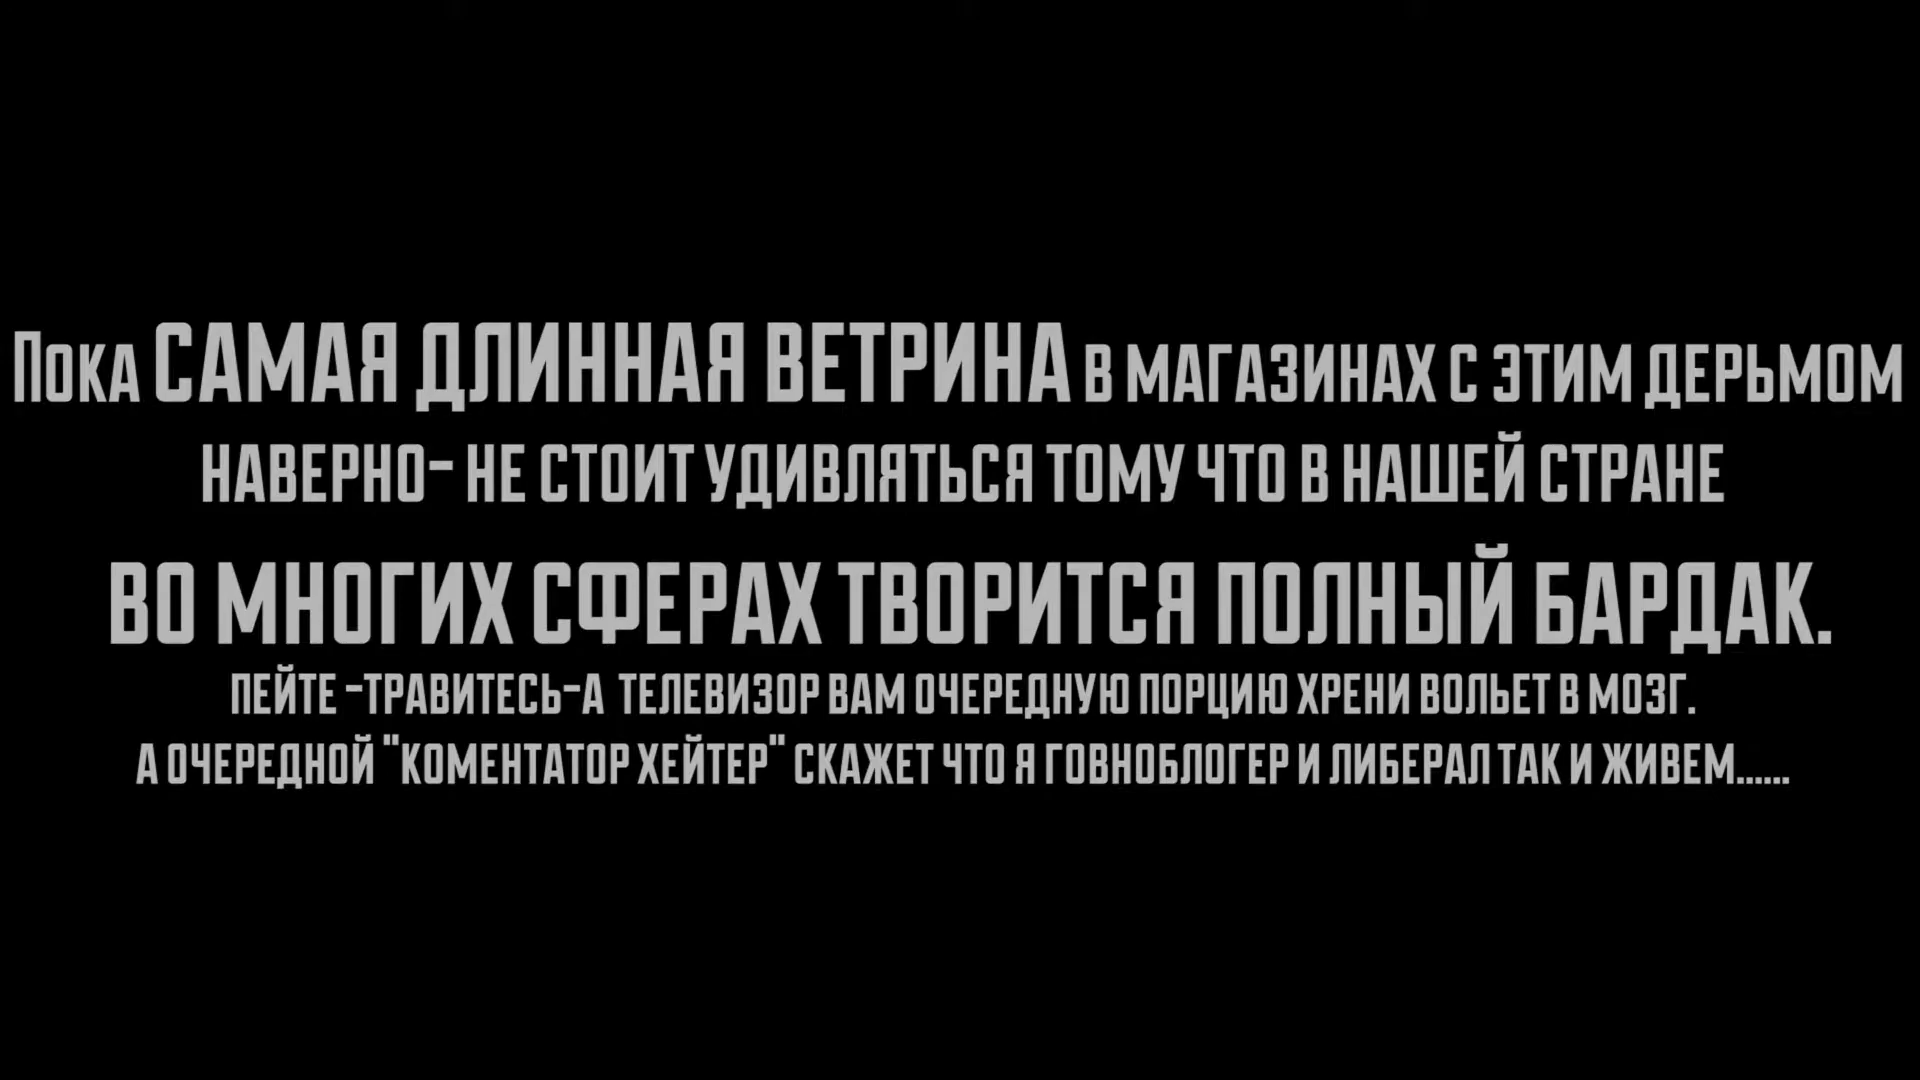 Пока САМАЯ ДЛИННАЯ ВЕТРИНА В МАГАЗИНАХ С ЭТИМ ДЕРЬМОМ
НАВЕРНО- НЕ СТОИТ УДИВЛЯТЬСЯ ТОМУ ЧТО В НАШЕЙ СТРАНЕ
ВО МНОГИХ СФЕРАХ ТВОРИТСЯ ПОЛНЫЙ БАРДАК.
ПЕЙТЕ -ТРАВИТЕСЬ-А ТЕЛЕВИЗОР ВАМ ОЧЕРЕДНУЮ ПОРЦИЮ ХРЕНИ ВОЛЬЕТ В МОЗГ.
А ОЧЕРЕДНОЙ "КОМЕНТАТОР ХЕЙТЕР" СКАЖЕТ ЧТО Я ГОВНОБЛОГЕР И ЛИБЕРАЛ ТАК И ЖИВЕМ......